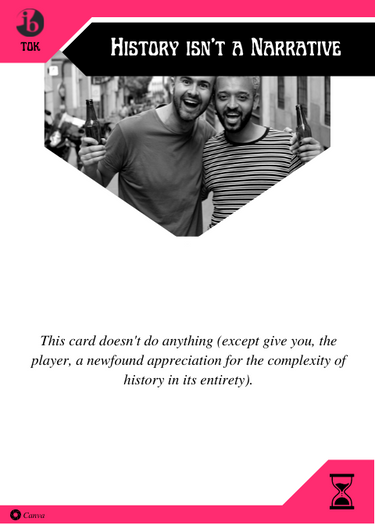 ib
TOK
History isn't a Narrative
This card doesn't do anything (except give you, the
player, a newfound appreciation for the complexity of
history in its entirety).
Canva